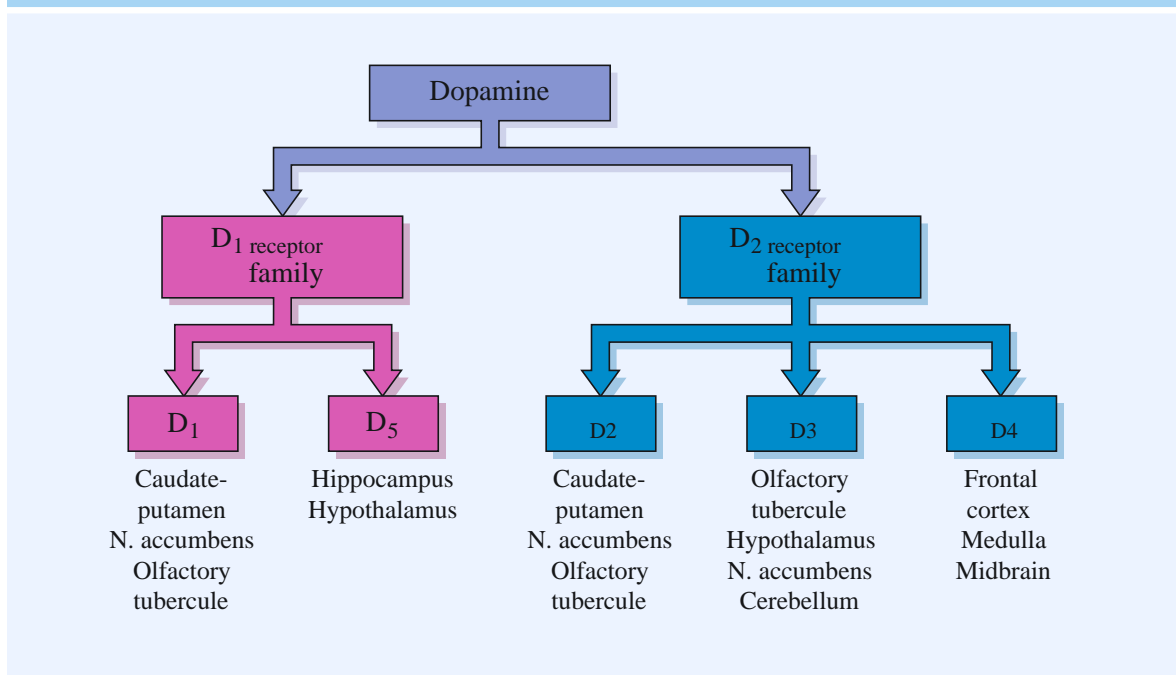 Dopamine
D1 receptor
family
D2 receptor
family
D1
Caudate-
putamen
N. accumbens
Olfactory
tubercule
D5
Hippocampus
Hypothalamus
D2
Caudate-
putamen
N. accumbens
Olfactory
tubercule
D3
Olfactory
tubercule
Hypothalamus
N. accumbens
Cerebellum
D4
Frontal
cortex
Medulla
Midbrain